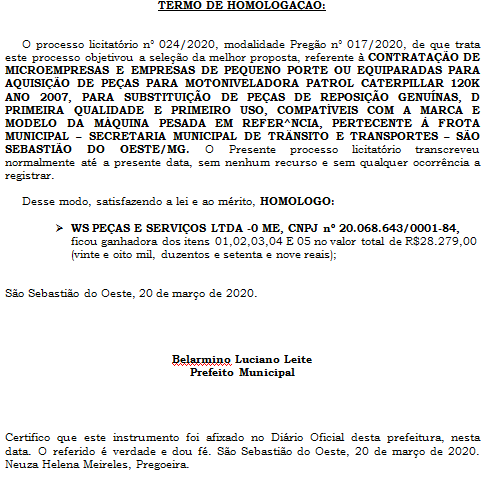 TERMO DE HOMOLOGAÇÃO:
O processo licitatório nº 024/2020, modalidade Pregão nº 017/2020, de que trata
este processo objetivou a seleção da melhor proposta, referente à CONTRATAÇÃO DE
MICROEMPRESAS E EMPRESAS DE PEQUENO PORTE OU EQUIPARADAS PARA
AQUISIÇÃO DE PEÇAS PARA MOTONIVELADORA PATROL CATERPILLAR 120K
ANO 2007, PARA SUBSTITUIÇÃO DE PEÇAS DE REPOSIÇÃO GENUÍNAS, D
PRIMEIRA QUALIDADE E PRIMEIRO USO, COMPATÍVEIS COM A MARCA E
MODELO DA MÁQUINA PESADA EM REFER^NCIA, PERTENCENTE À FROTA
MUNICIPAL – SECRETARIA MUNICIPAL DE TRÂNSITO E TRANSPORTES – SÃO
SEBASTIÃO DO OESTE/MG. O Presente processo licitatório transcreveu
normalmente até a presente data, sem nenhum recurso e sem qualquer ocorrência a
registrar.
Desse modo, satisfazendo a lei e ao mérito, HOMOLOGO:
➢ WS PEÇAS E SERVIÇOS LTDA -0 ME, CNPJ nº 20.068.643/0001-84,
ficou ganhadora dos itens 01,02,03,04 E 05 no valor total de R$28.279,00
(vinte e oito mil, duzentos e setenta e nove reais);
São Sebastião do Oeste, 20 de março de 2020.
Belarmino Luciano Leite
Prefeito Municipal
Certifico que este instrumento foi afixado no Diário Oficial desta prefeitura, nesta
data. O referido é verdade e dou fé. São Sebastião do Oeste, 20 de março de 2020.
Neuza Helena Meireles, Pregoeira.